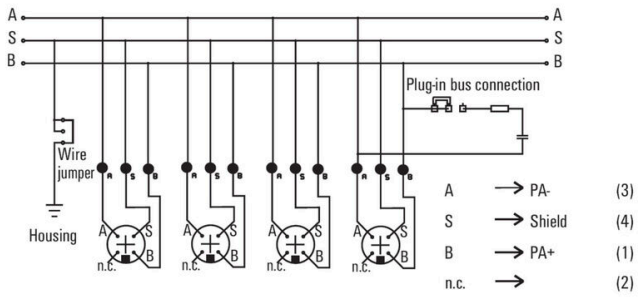 A A
S S
B B
Plug-in bus connection
Wire
jumper
A S B A S B A S B A S B
A S A S A S A S
B B B B
n.c. n.c. n.c. n.c.
Housing
A → PA- (3)
S → Shield (4)
B → PA+ (1)
n.c. → (2)